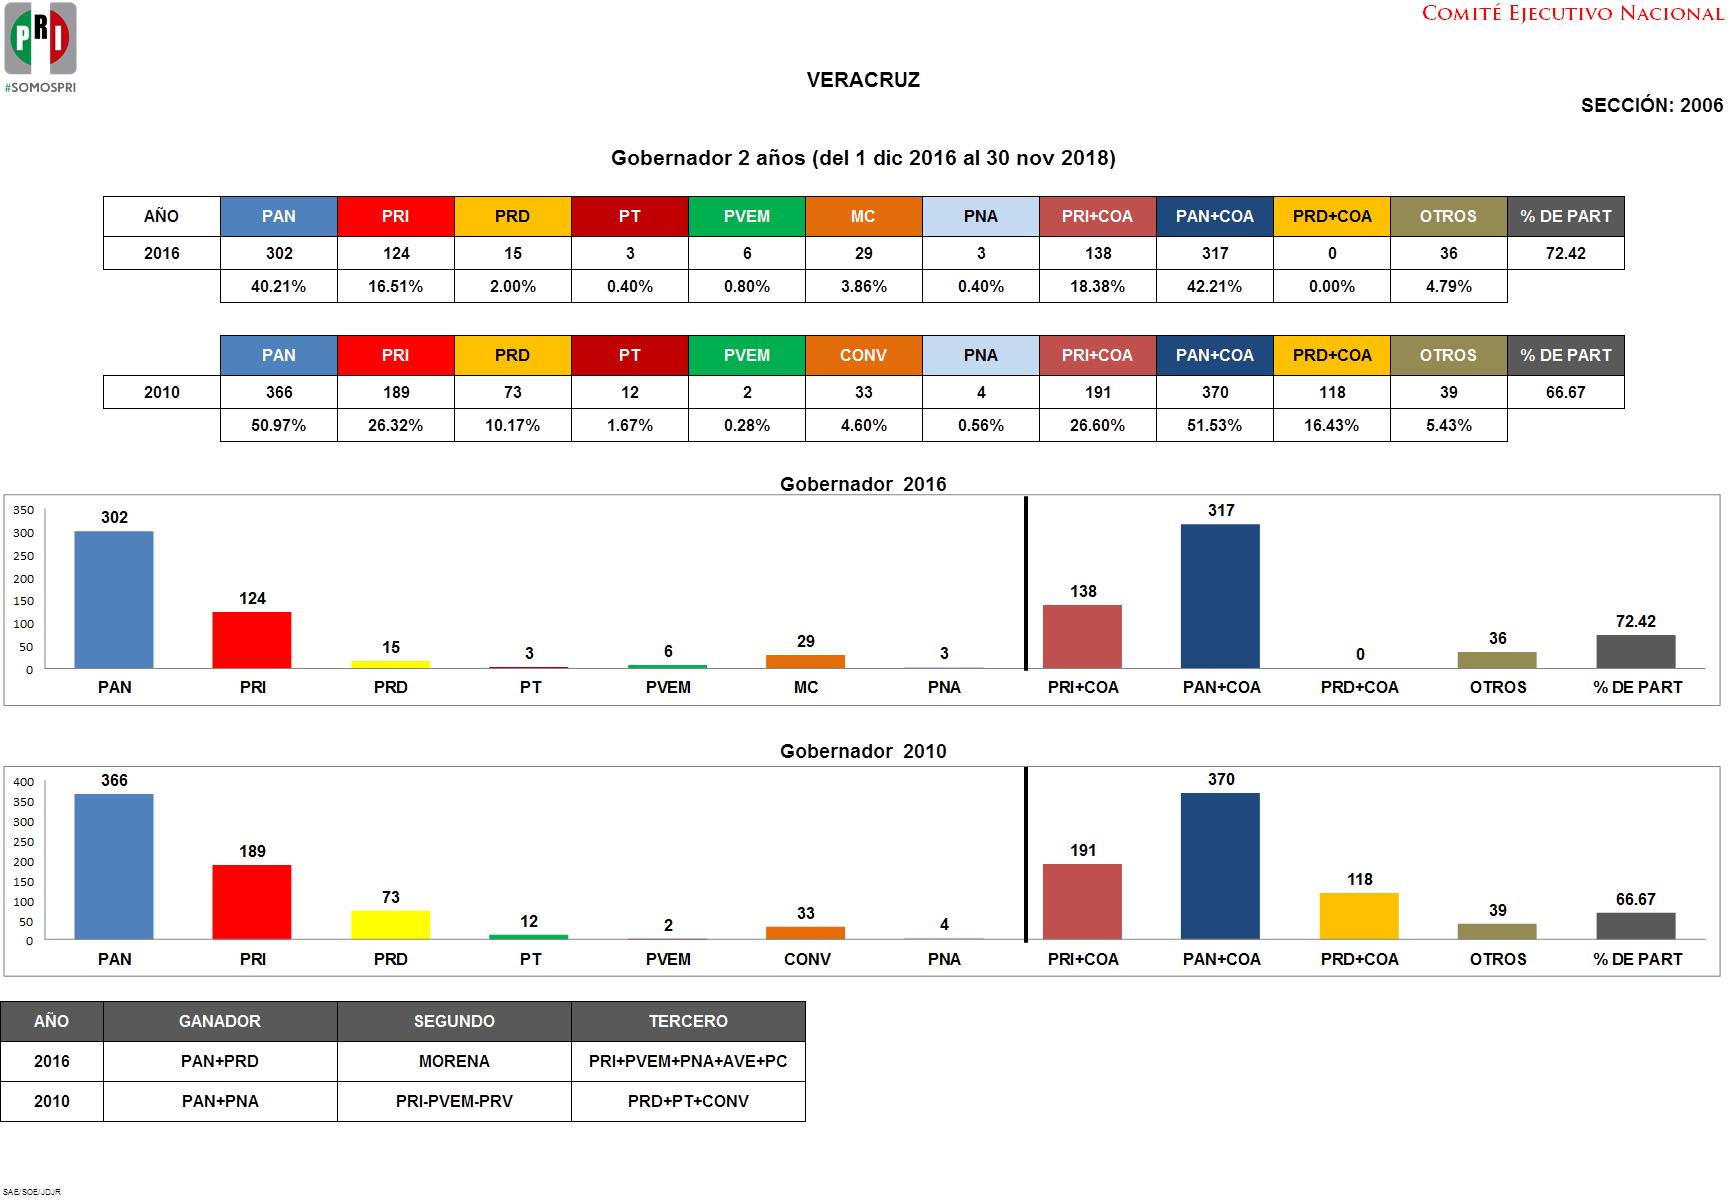 COMITÉ EJECUTIVO NACIONAL
PRI
#SOMOSPRI
VERACRUZ
SECCIÓN: 2006
Gobernador 2 años (del 1 dic 2016 al 30 nov 2018)
AÑO PAN PRI PRD PT PVEM MC PNA PRI+COA PAN+COA PRD+COA OTROS % DE PART
2016 302 124 15 3 6 29 3 138 317 0 36 72.42
40.21% 16.51% 2.00% 0.40% 0.80% 3.86% 0.40% 18.38% 42.21% 0.00% 4.79%
PAN PRI PRD PT PVEM CONV PNA PRI+COA PAN+COA PRD+COA OTROS % DE PART
2010 366 189 73 12 2 33 4 191 370 118 39 66.67
50.97% 26.32% 10.17% 1.67% 0.28% 4.60% 0.56% 26.60% 51.53% 16.43% 5.43%
Gobernador 2016
350
300
250
200
150
100
50
0
302 124 15 3 6 29 3 138 317 0 36 72.42
PAN PRI PRD PT PVEM MC PNA PRI+COA PAN+COA PRD+COA OTROS % DE PART
Gobernador 2010
400
350
300
250
200
150
100
50
0
366 189 73 12 2 33 4 191 370 118 39 66.67
PAN PRI PRD PT PVEM CONV PNA PRI+COA PAN+COA PRD+COA OTROS % DE PART
AÑO GANADOR SEGUNDO TERCERO
2016 PAN+PRD MORENA PRI+PVEM+PNA+AVE+PC
2010 PAN+PNA PRI-PVEM-PRV PRD+PT+CONV
SAE/SOE/JDJR